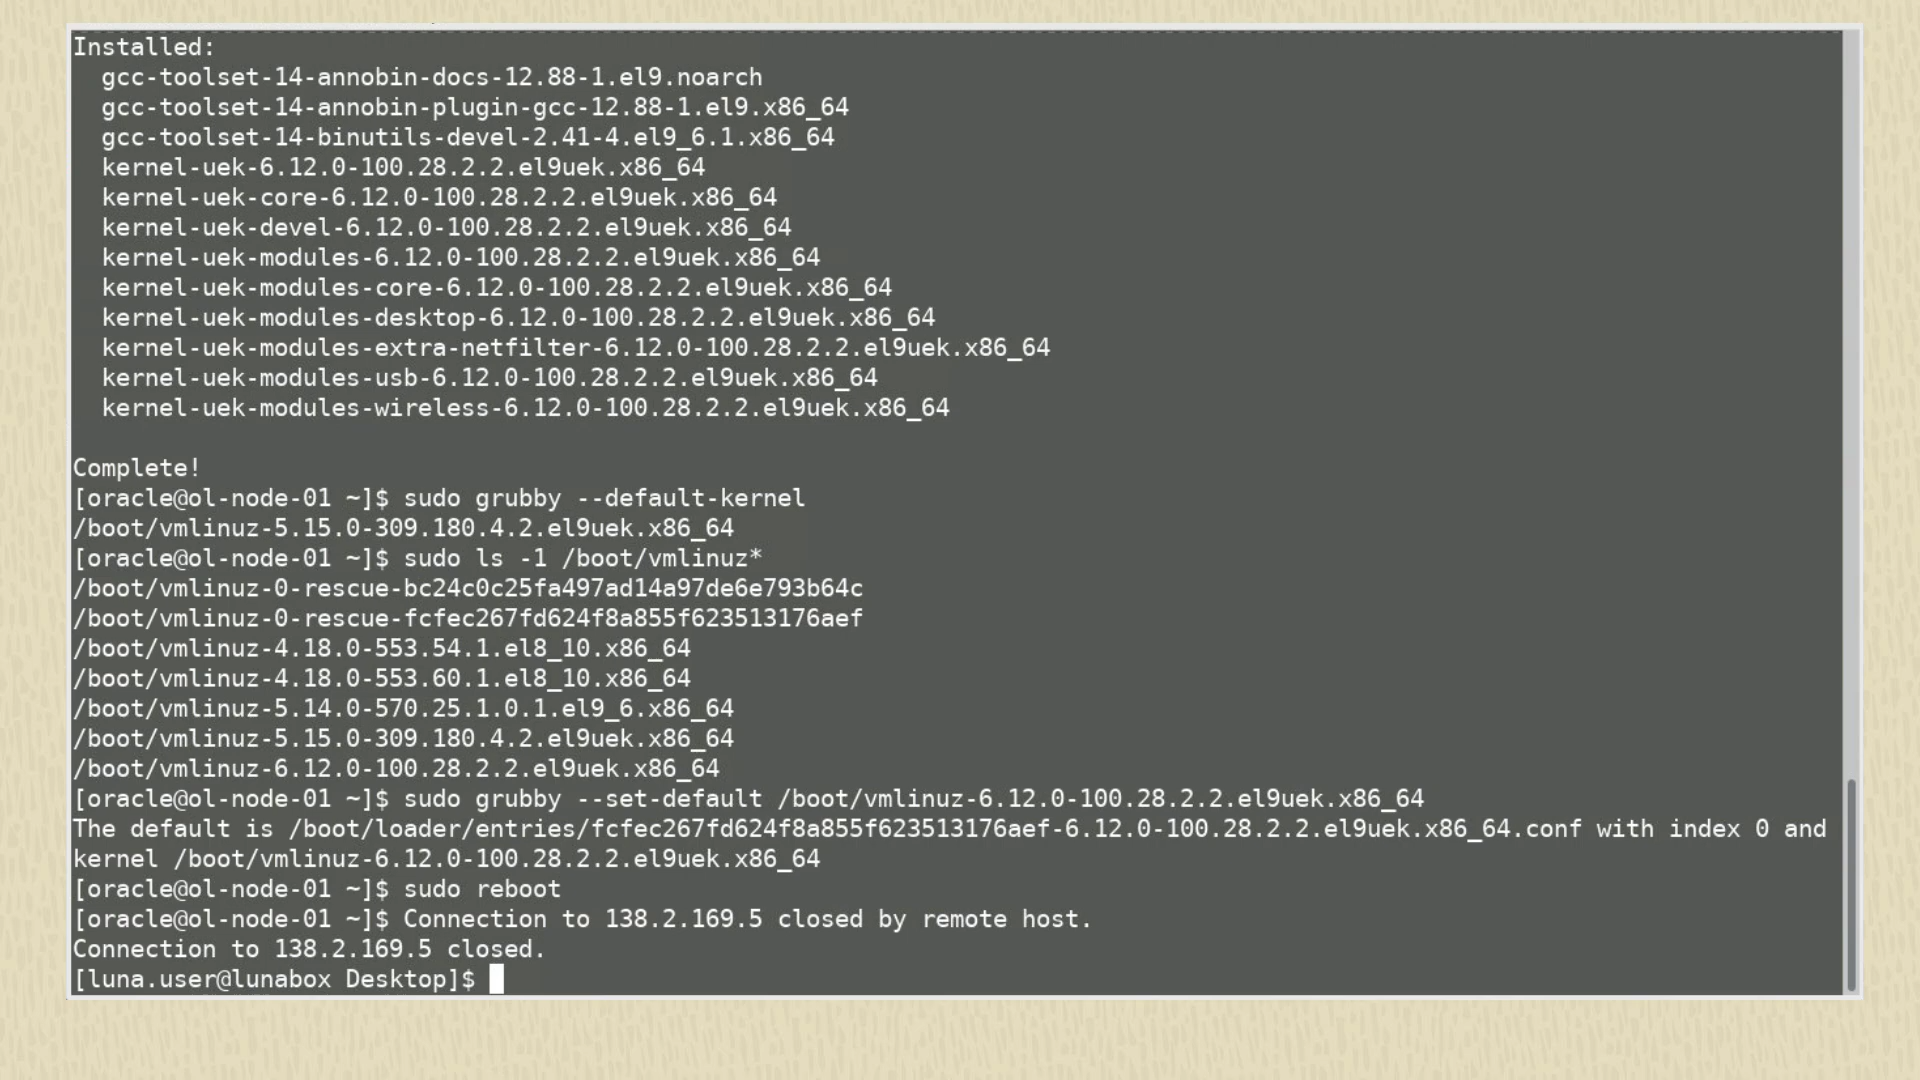 Installed:
  gcc-toolset-14-annobin-docs-12.88-1.el9.noarch
  gcc-toolset-14-annobin-plugin-gcc-12.88-1.el9.x86_64
  gcc-toolset-14-binutils-devel-2.41-4.el9_6.1.x86_64
  kernel-uek-6.12.0-100.28.2.2.el9uek.x86_64
  kernel-uek-core-6.12.0-100.28.2.2.el9uek.x86_64
  kernel-uek-devel-6.12.0-100.28.2.2.el9uek.x86_64
  kernel-uek-modules-6.12.0-100.28.2.2.el9uek.x86_64
  kernel-uek-modules-core-6.12.0-100.28.2.2.el9uek.x86_64
  kernel-uek-modules-desktop-6.12.0-100.28.2.2.el9uek.x86_64
  kernel-uek-modules-extra-netfilter-6.12.0-100.28.2.2.el9uek.x86_64
  kernel-uek-modules-usb-6.12.0-100.28.2.2.el9uek.x86_64
  kernel-uek-modules-wireless-6.12.0-100.28.2.2.el9uek.x86_64
Complete!
[oracle@ol-node-01 ~]$ sudo grubby --default-kernel
/boot/vmlinuz-5.15.0-309.180.4.2.el9uek.x86_64
[oracle@ol-node-01 ~]$ sudo ls -1 /boot/vmlinuz*
/boot/vmlinuz-0-rescue-bc24c0c25fa497ad14a97de6e793b64c
/boot/vmlinuz-0-rescue-fcfec267fd624f8a855f623513176aef
/boot/vmlinuz-4.18.0-553.54.1.el8_10.x86_64
/boot/vmlinuz-4.18.0-553.60.1.el8_10.x86_64
/boot/vmlinuz-5.14.0-570.25.1.0.1.el9_6.x86_64
/boot/vmlinuz-5.15.0-309.180.4.2.el9uek.x86_64
/boot/vmlinuz-6.12.0-100.28.2.2.el9uek.x86_64
[oracle@ol-node-01 ~]$ sudo grubby --set-default /boot/vmlinuz-6.12.0-100.28.2.2.el9uek.x86_64
The default is /boot/loader/entries/fcfec267fd624f8a855f623513176aef-6.12.0-100.28.2.2.el9uek.x86_64.conf with index 0 and
kernel /boot/vmlinuz-6.12.0-100.28.2.2.el9uek.x86_64
[oracle@ol-node-01 ~]$ sudo reboot
[oracle@ol-node-01 ~]$ Connection to 138.2.169.5 closed by remote host.
Connection to 138.2.169.5 closed.
[luna.user@lunabox Desktop]$